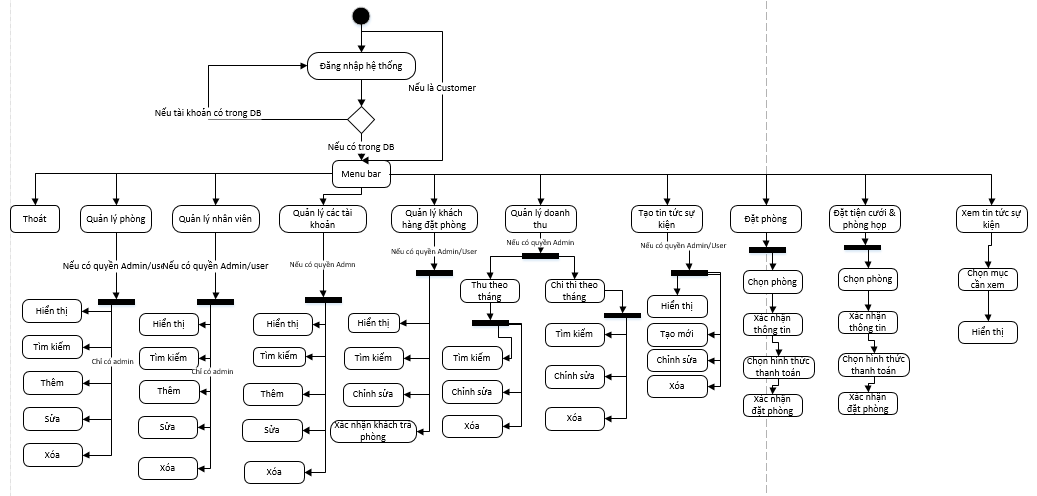 Đăng nhập hệ thống
Nếu là Customer
Nếu tài khoản có trong DB
Nếu có trong DB
Menu bar
Thoát
Quản lý phòng
Quản lý nhân viên
Quản lý các tài
khoản
Quản lý khách
hàng đặt phòng
Quản lý doanh
thu
Tạo tin tức sự
kiện
Đặt phòng
Đặt tiện cưới &
phòng họp
Xem tin tức sự
kiện
Nếu có quyền Admin/us
Nếu có quyền Admin/user
Nếu có quyền Admn
Nếu có quyền Admin/User
Nếu có quyền Admin
Nếu có quyền Admin/User
Hiển thị
Tìm kiếm
Chỉ có admin
Thêm
Sửa
Xóa
Hiển thị
Tìm kiếm
Chỉ có admin
Thêm
Sửa
Xóa
Hiển thị
Tìm kiếm
Thêm
Sửa
Xóa
Hiển thị
Tìm kiếm
Chỉnh sửa
Xác nhận khách trả
phòng
Thu theo
tháng
Tìm kiếm
Chỉnh sửa
Xóa
Chi thi theo
tháng
Tìm kiếm
Chỉnh sửa
Xóa
Hiển thị
Tạo mới
Chỉnh sửa
Xóa
Chọn phòng
Xác nhận
thông tin
Chọn hình thức
thanh toán
Xác nhận
đặt phòng
Chọn phòng
Xác nhận
thông tin
Chọn hình thức
thanh toán
Xác nhận
đặt phòng
Chọn mục
cần xem
Hiển thị